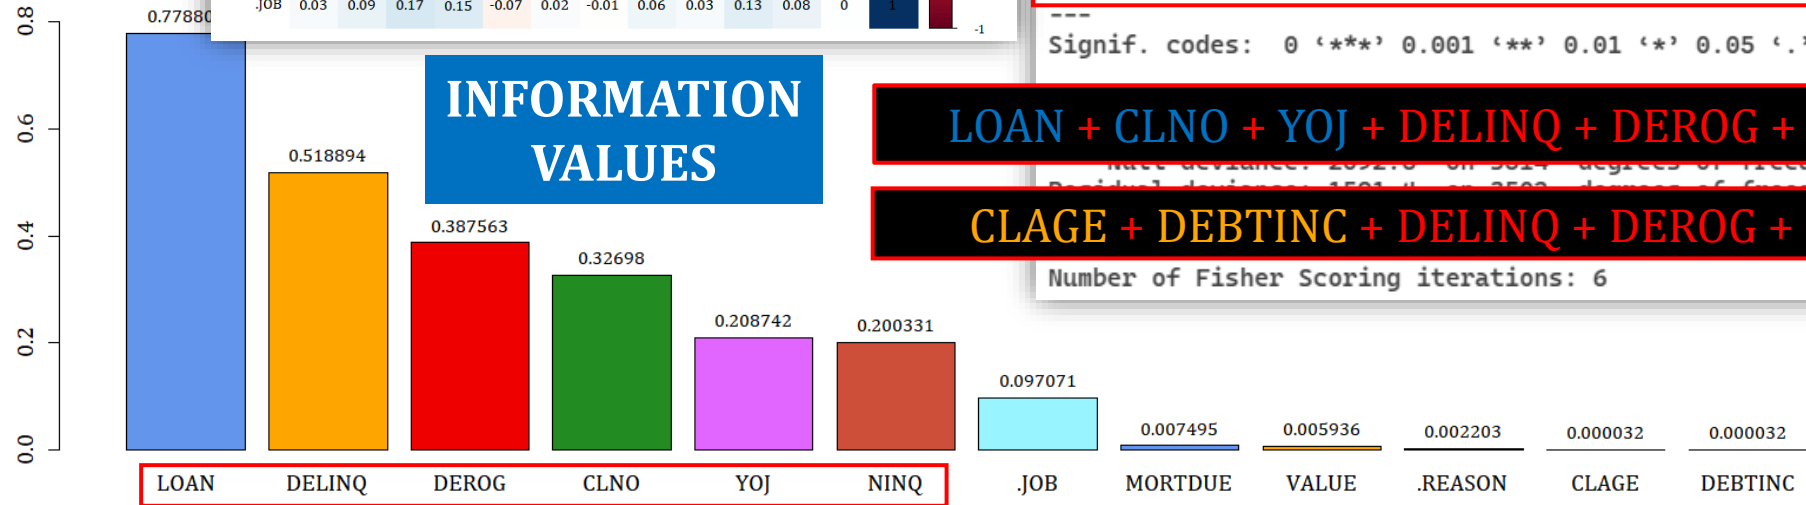 .JOB 0.03 0.09 0.17 0.15 -0.07 0.02 -0.01 0.06 0.03 0.13 0.08 0 1
-1
---
Signif. codes: 0 ‘***’ 0.001 ‘**’ 0.01 ‘*’ 0.05 ‘.’
INFORMATION
VALUES
LOAN + CLNO + YOJ + DELINQ + DEROG +
CLAGE + DEBTINC + DELINQ + DEROG +
Number of Fisher Scoring iterations: 6
0.8
0.6
0.4
0.2
0.0
0.7788
0.518894
0.387563
0.32698
0.208742
0.200331
0.097071
0.007495
0.005936
0.002203
0.000032
0.000032
LOAN DELINQ DEROG CLNO YOJ NINQ .JOB MORTDUE VALUE .REASON CLAGE DEBTINC